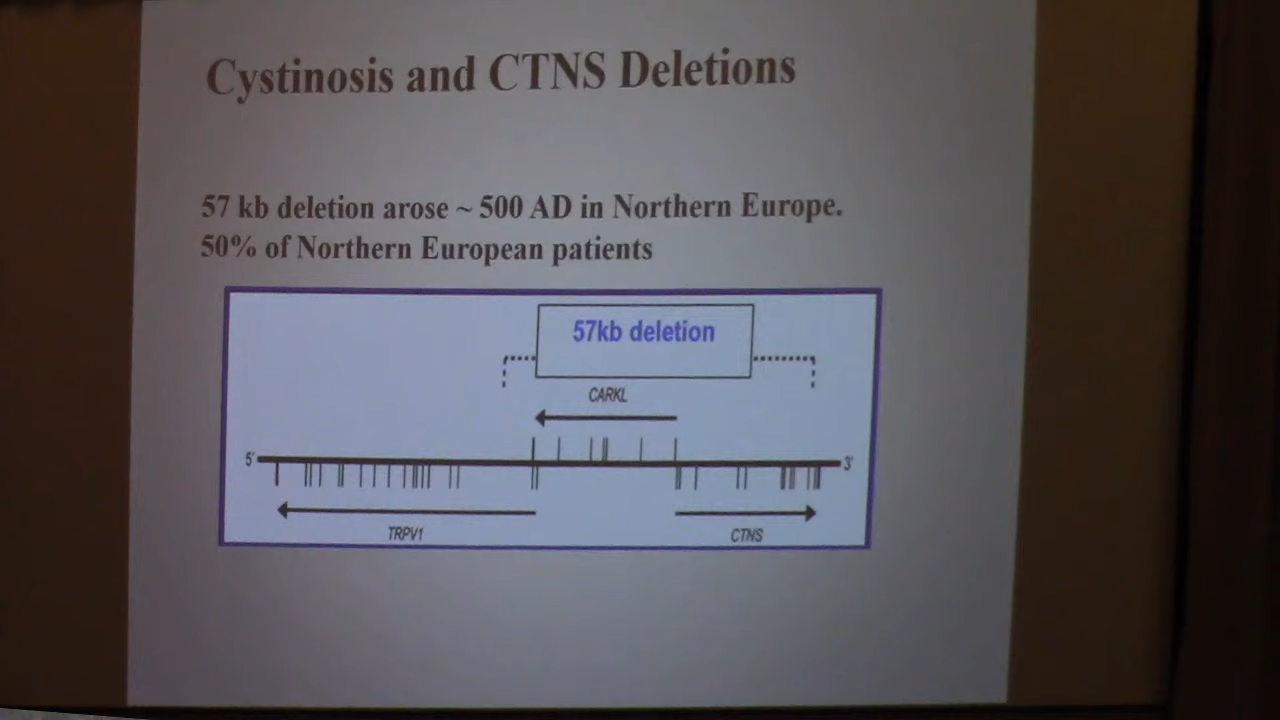 Cystinosis and CTNS Deletions
57 kb deletion arose ~ 500 AD in Northern Europe.
50% of Northern European patients
57kb deletion
CARKL
5'
3'
TRPV1
CTNS